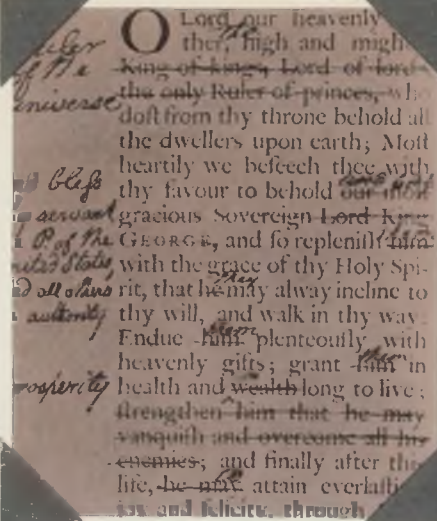 O Lord our heavenly
the
ther, high and migh
ruler
King of kings, Lord of lords
of the
the only Ruler of princes, who
universe
doſt from thy throne behold all
the dwellers upon earth; Moſt
heartily we beſeech thee with
bleſs
thy favour to behold our moſt
servant
gracious Sovereign Lord King
P of the
GEORGE, and ſo repleniſh him
United States,
with the grace of thy Holy Spi-
they
all others
rit, that he may alway incline to
authority
thy will, and walk in thy way:
them
Endue him plenteouſly with
them
heavenly gifts; grant him in
prosperity
health and wealth long to live;
ſtrengthen him that he may
vanquiſh and overcome all his
enemies; and finally after this
life, he may attain everlaſti
joy and felicity, through